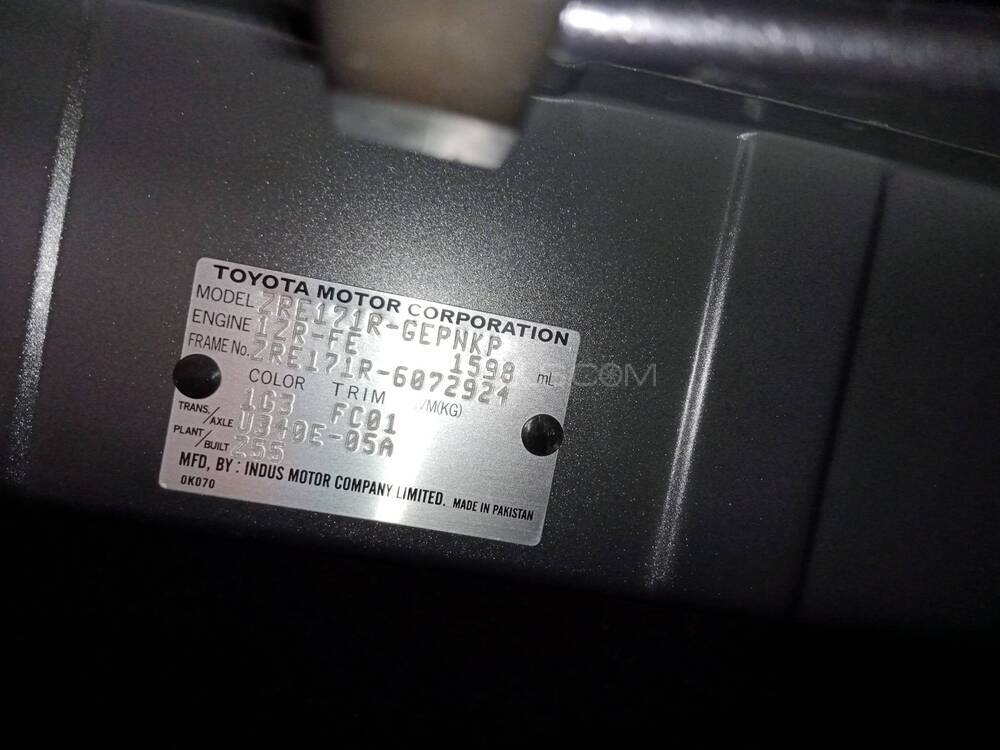 TOYOTA MOTOR CORPORATION
MODEL ZRE171R-GEPNKP
ENGINE 1ZR-FE 1598 mL
FRAME No. ZRE171R-6072924
COLOR TRIM
1G3 FC01
TRANS./AXLE U340E-05A
PLANT/BUILT 255
MFD, BY : INDUS MOTOR COMPANY LIMITED. MADE IN PAKISTAN
0K070